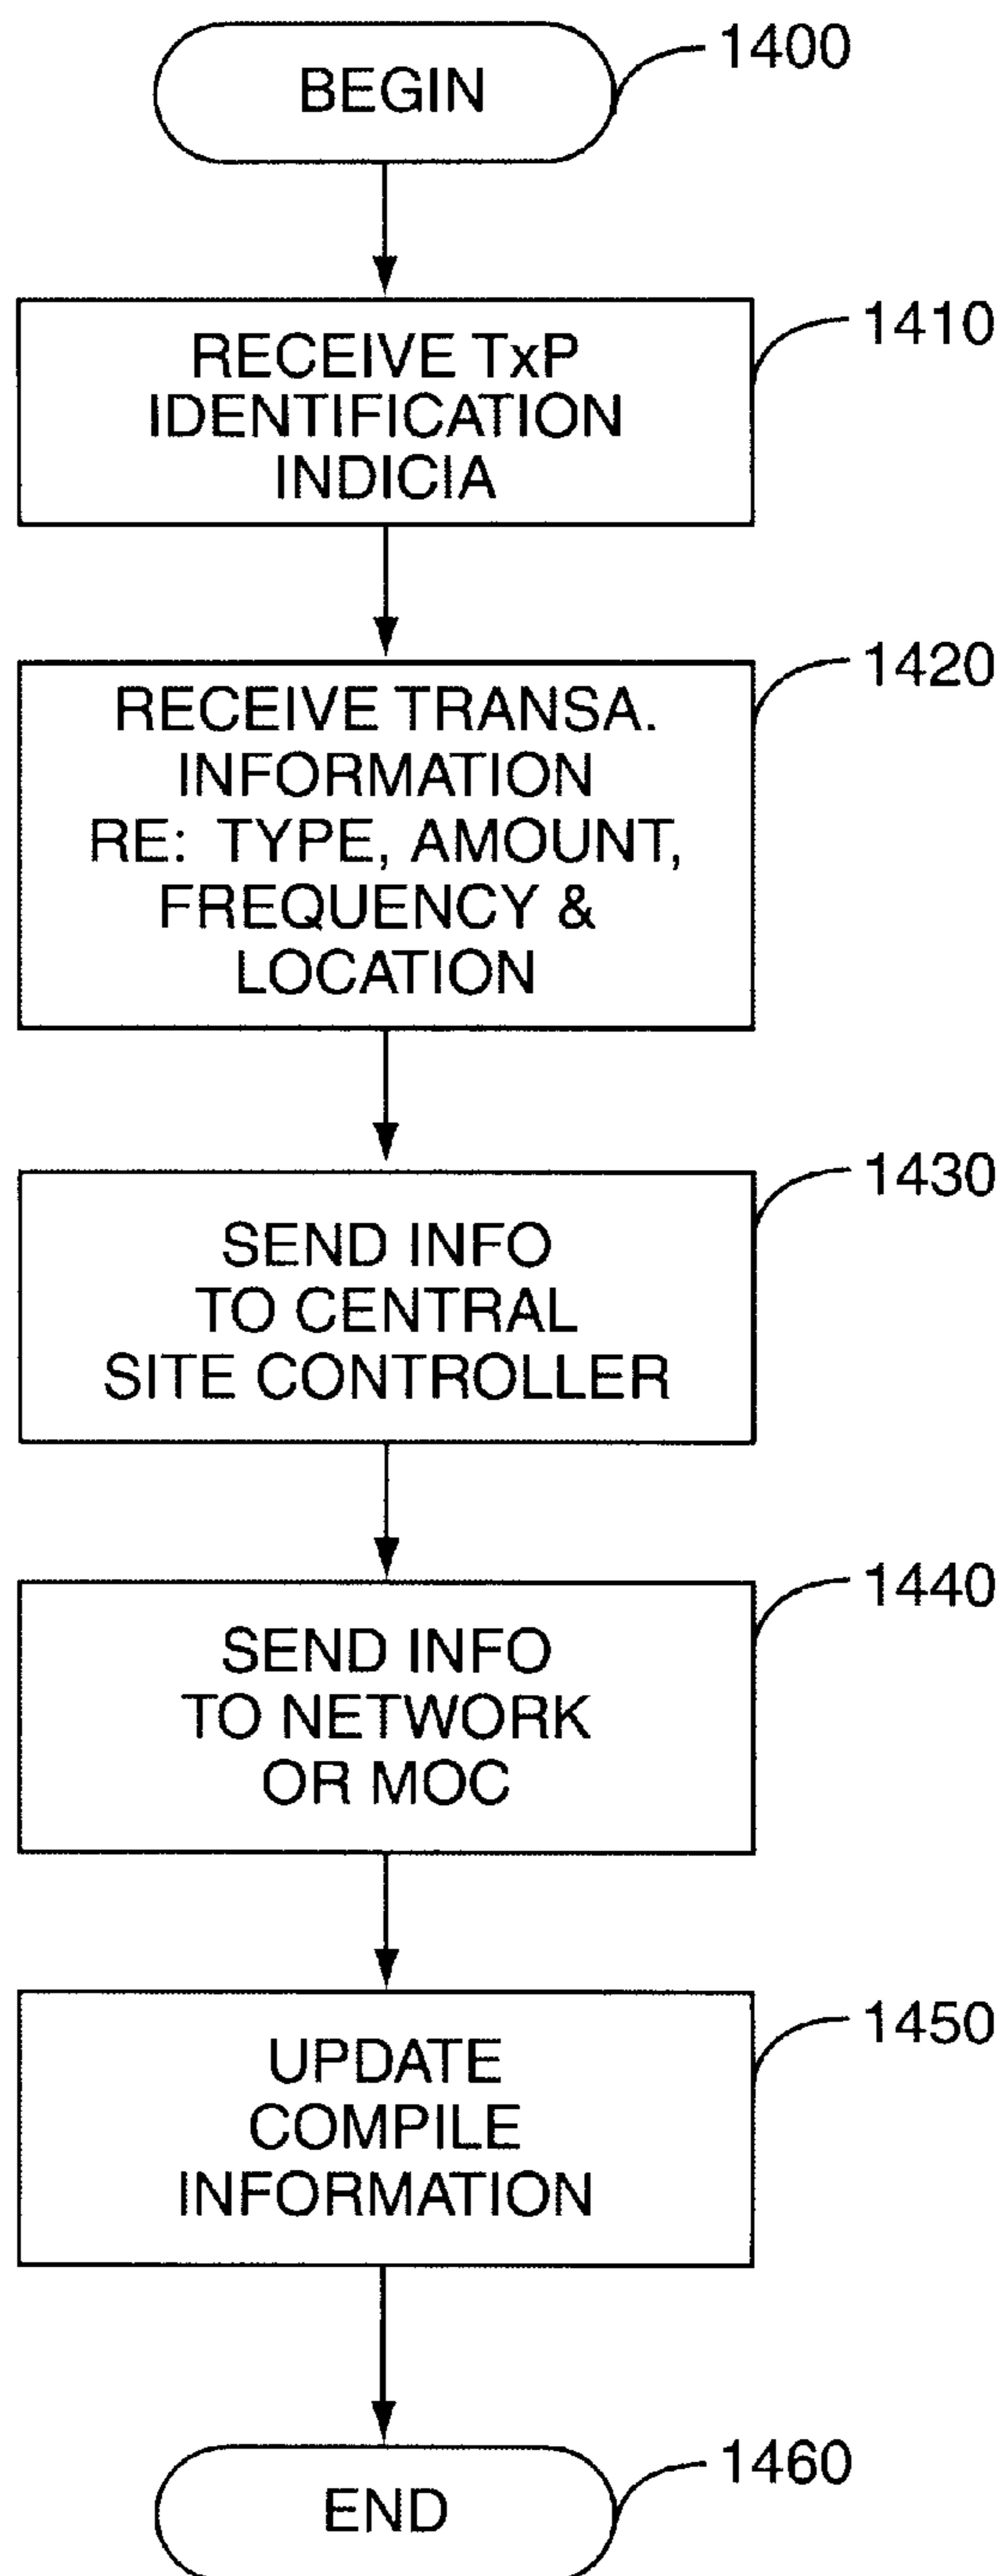 BEGIN
1400
RECEIVE TxP
IDENTIFICATION
INDICIA
1410
RECEIVE TRANSA.
INFORMATION
RE: TYPE, AMOUNT,
FREQUENCY &
LOCATION
1420
SEND INFO
TO CENTRAL
SITE CONTROLLER
1430
SEND INFO
TO NETWORK
OR MOC
1440
UPDATE
COMPILE
INFORMATION
1450
END
1460